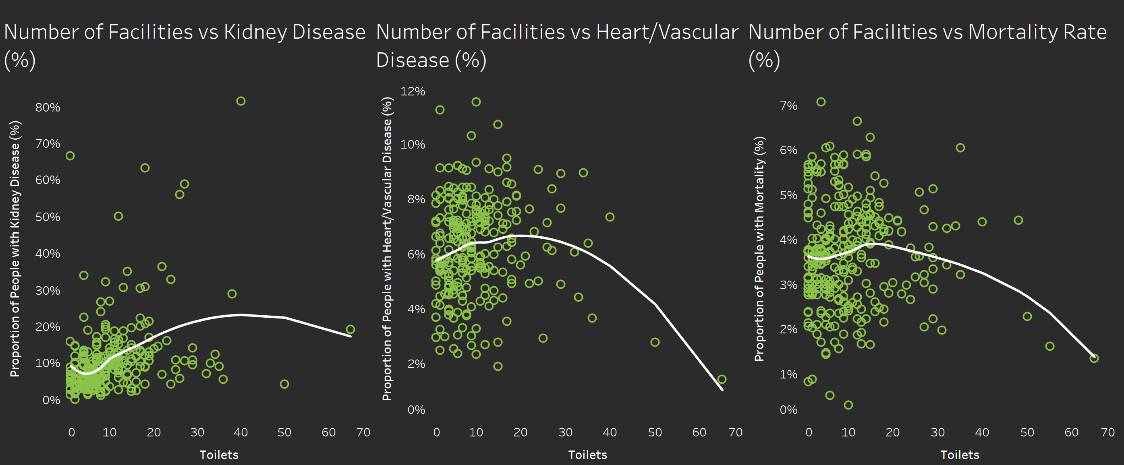 Number of Facilities vs Kidney Disease
(%)
Proportion of People with Kidney Disease (%)
80%
70%
60%
50%
40%
30%
20%
10%
0%
0 10 20 30 40 50 60 70
Toilets
Number of Facilities vs Heart/Vascular
Disease (%)
Proportion of People with Heart/Vascular Disease (%)
12%
10%
8%
6%
4%
2%
0%
0 10 20 30 40 50 60 70
Toilets
Number of Facilities vs Mortality Rate
(%)
Proportion of People with Mortality (%)
7%
6%
5%
4%
3%
2%
1%
0%
0 10 20 30 40 50 60 70
Toilets